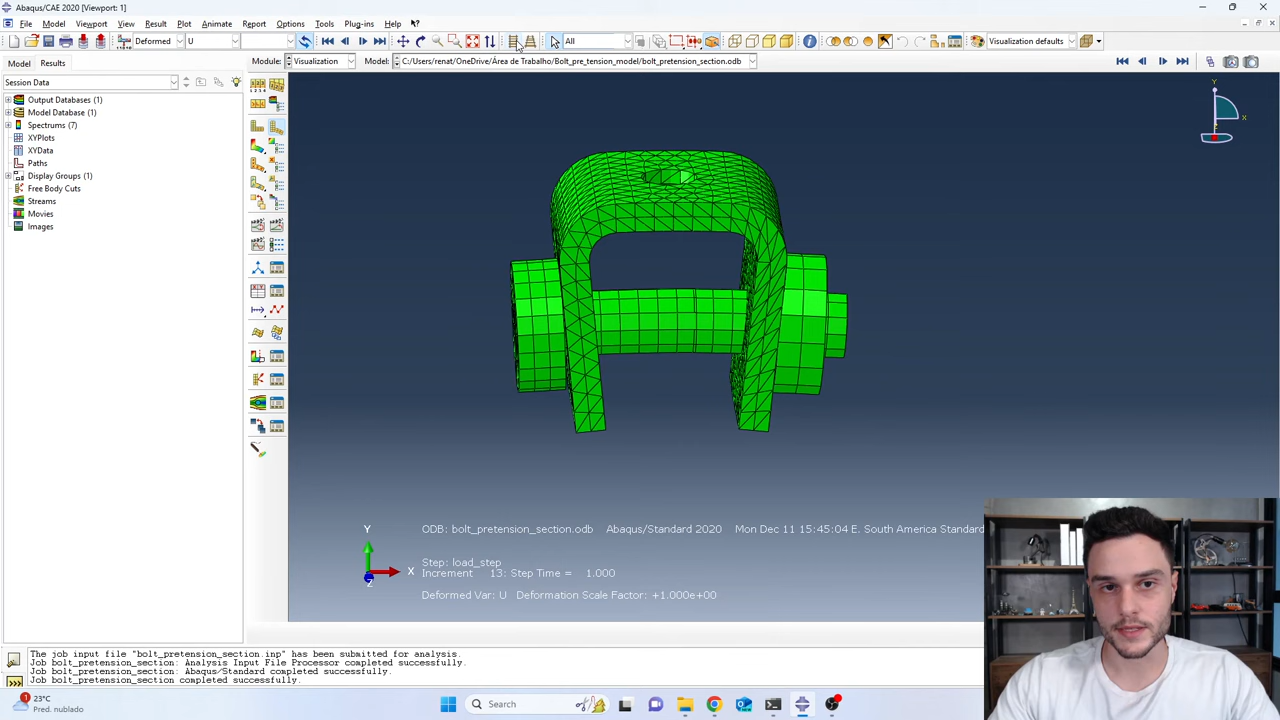 Abaqus/CAE 2020 [Viewport: 1]
File Model Viewport View Result Plot Animate Report Options Tools Plug-ins Help
Deformed U All Visualization defaults
Model Results Module: Visualization Model: C:/Users/renat/OneDrive/Área de Trabalho/Bolt_pre_tension_model/bolt_pretension_section.odb
Session Data
Output Databases (1)
Model Database (1)
Spectrums (7)
XYPlots
XYData
Paths
Display Groups (1)
Free Body Cuts
Streams
Movies
Images
Y
X
Y
X
Z
ODB: bolt_pretension_section.odb Abaqus/Standard 2020 Mon Dec 11 15:45:04 E. South America Standard
Step: load_step
Increment 13: Step Time = 1.000
Deformed Var: U Deformation Scale Factor: +1.000e+00
The job input file "bolt_pretension_section.inp" has been submitted for analysis.
Job bolt_pretension_section: Analysis Input File Processor completed successfully.
Job bolt_pretension_section: Abaqus/Standard completed successfully.
Job bolt_pretension_section completed successfully.
23°C
Pred. nublado
Search